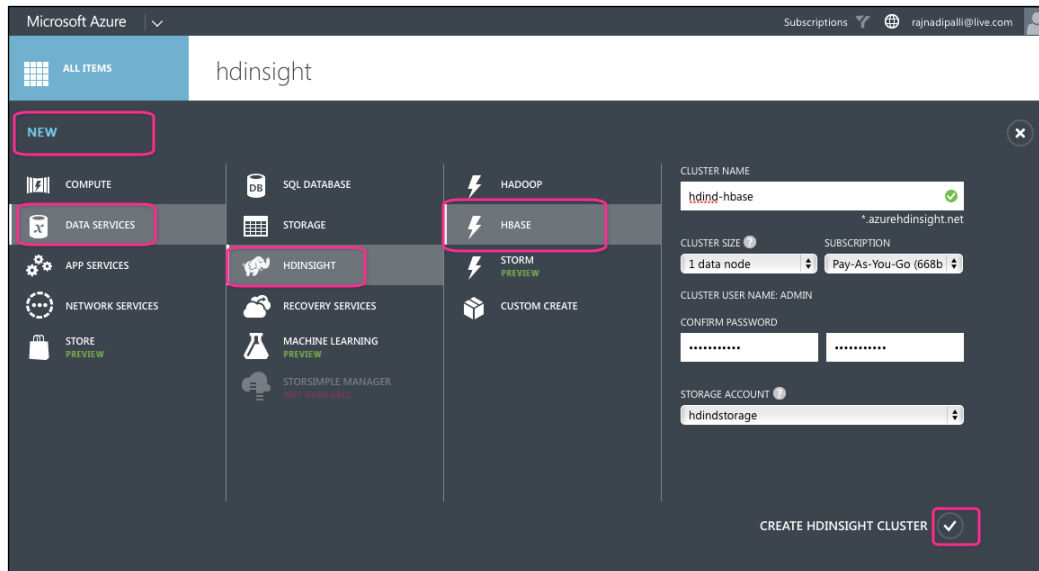 Microsoft Azure
Subscriptions
rajnadipalli@live.com
ALL ITEMS
hdinsight
NEW
COMPUTE
DATA SERVICES
APP SERVICES
NETWORK SERVICES
STORE
PREVIEW
DB
SQL DATABASE
STORAGE
HDINSIGHT
RECOVERY SERVICES
MACHINE LEARNING
PREVIEW
STORSIMPLE MANAGER
NOT AVAILABLE
HADOOP
HBASE
STORM
PREVIEW
CUSTOM CREATE
CLUSTER NAME
hdind-hbase
*.azurehdinsight.net
CLUSTER SIZE ? SUBSCRIPTION
1 data node Pay-As-You-Go (668b
CLUSTER USER NAME: ADMIN
CONFIRM PASSWORD
••••••••••• •••••••••••
STORAGE ACCOUNT ?
hdindstorage
CREATE HDINSIGHT CLUSTER